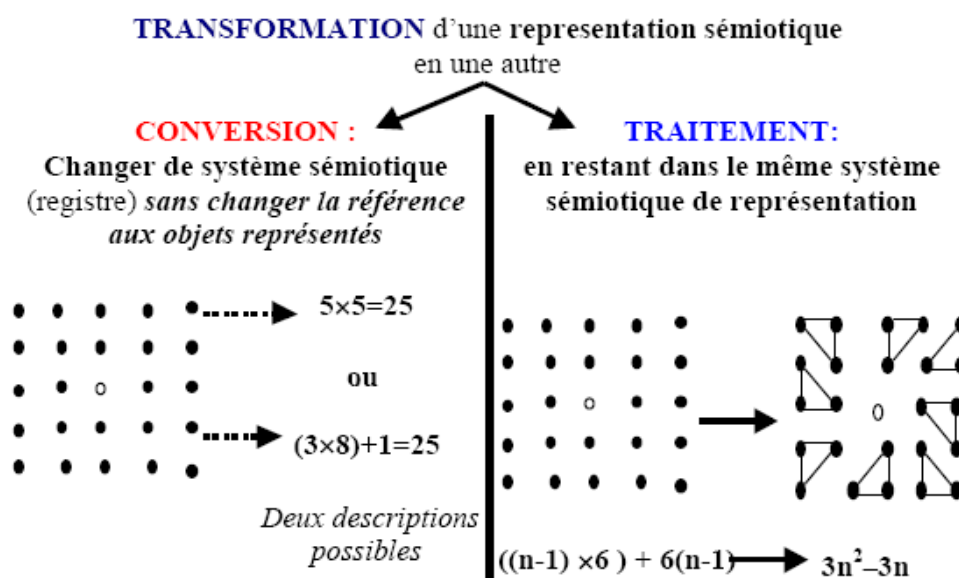 TRANSFORMATION d’une representation sémiotique
en une autre
CONVERSION :
Changer de système sémiotique
(registre) sans changer la référence
aux objets représentés
5×5=25
ou
(3×8)+1=25
Deux descriptions
possibles
TRAITEMENT:
en restant dans le même système
sémiotique de représentation
((n-1) ×6 ) + 6(n-1)
3n²–3n